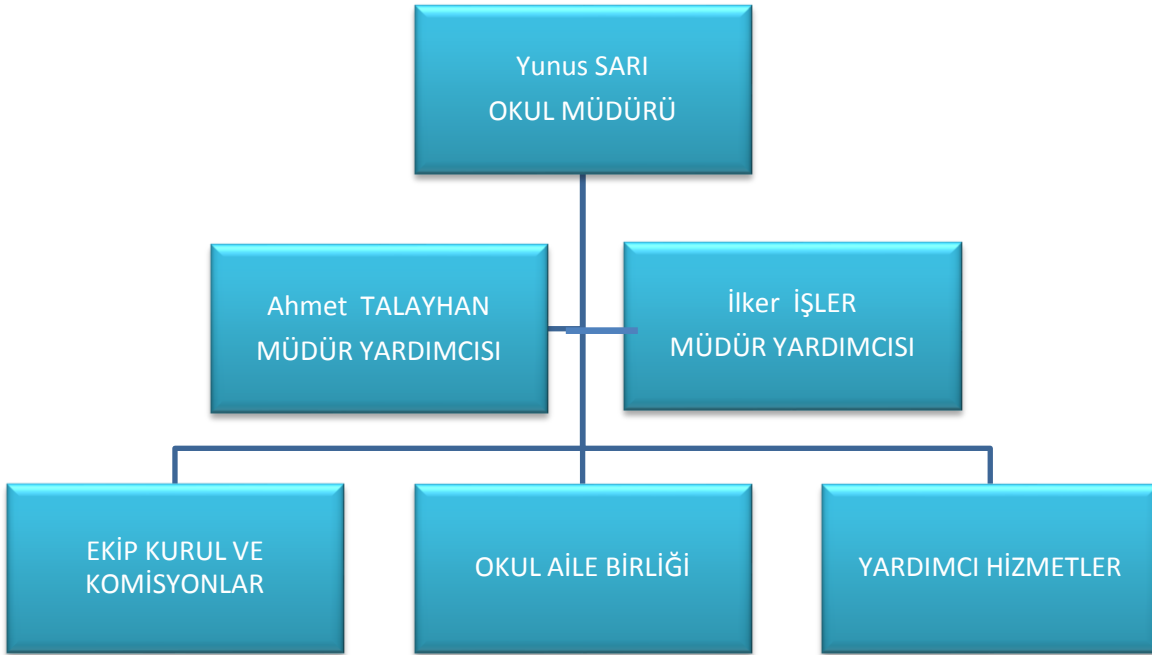 Yunus SARI
OKUL MÜDÜRÜ
Ahmet TALAYHAN
MÜDÜR YARDIMCISI
İlker İŞLER
MÜDÜR YARDIMCISI
EKİP KURUL VE
KOMİSYONLAR
OKUL AİLE BİRLİĞİ
YARDIMCI HİZMETLER